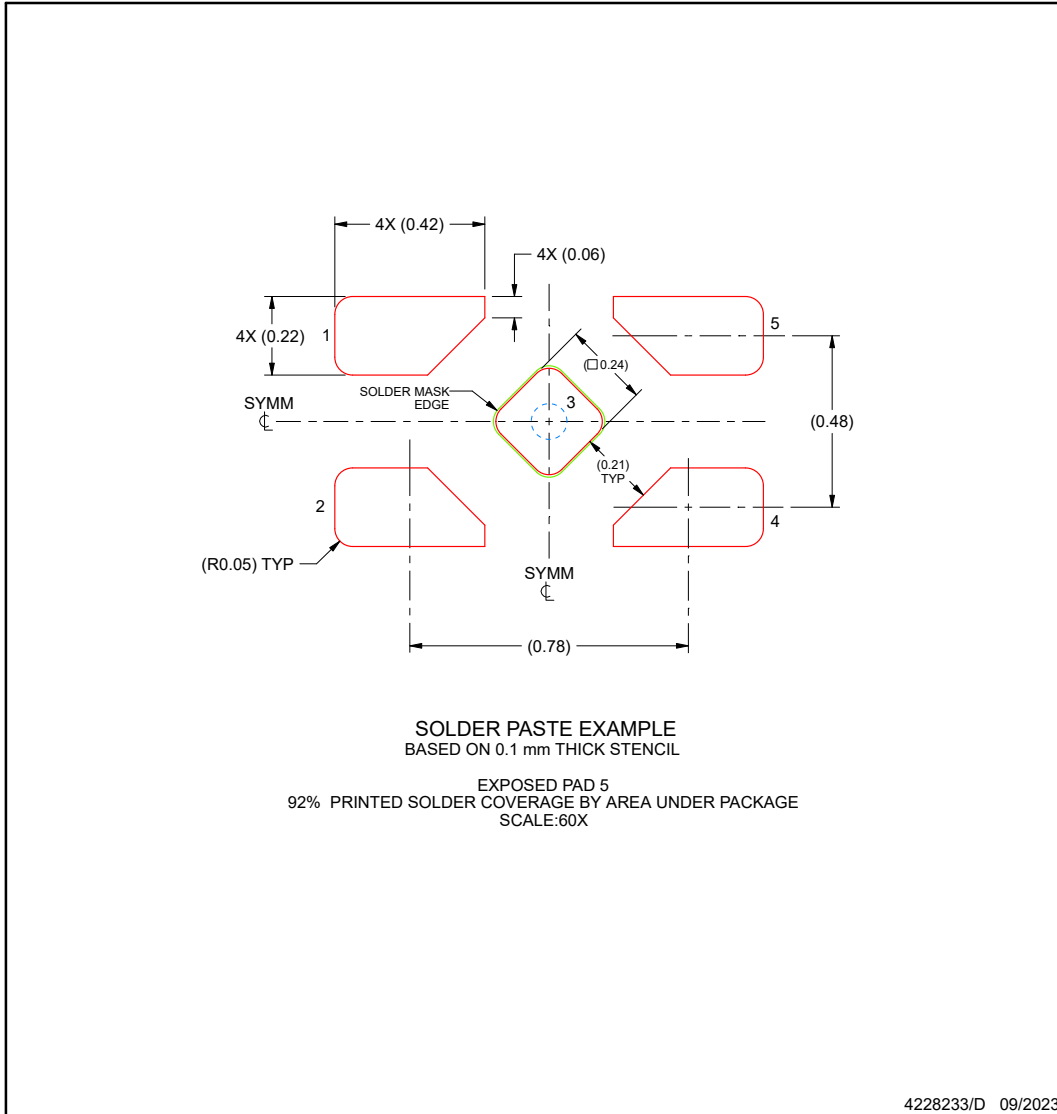 4X (0.42)
4X (0.06)
1
5
4X (0.22)
(□0.24)
SOLDER MASK
EDGE
3
SYMM
℄
(0.48)
(0.21)
TYP
2
4
(R0.05) TYP
SYMM
℄
(0.78)
SOLDER PASTE EXAMPLE
BASED ON 0.1 mm THICK STENCIL
EXPOSED PAD 5
92% PRINTED SOLDER COVERAGE BY AREA UNDER PACKAGE
SCALE:60X
4228233/D 09/2023